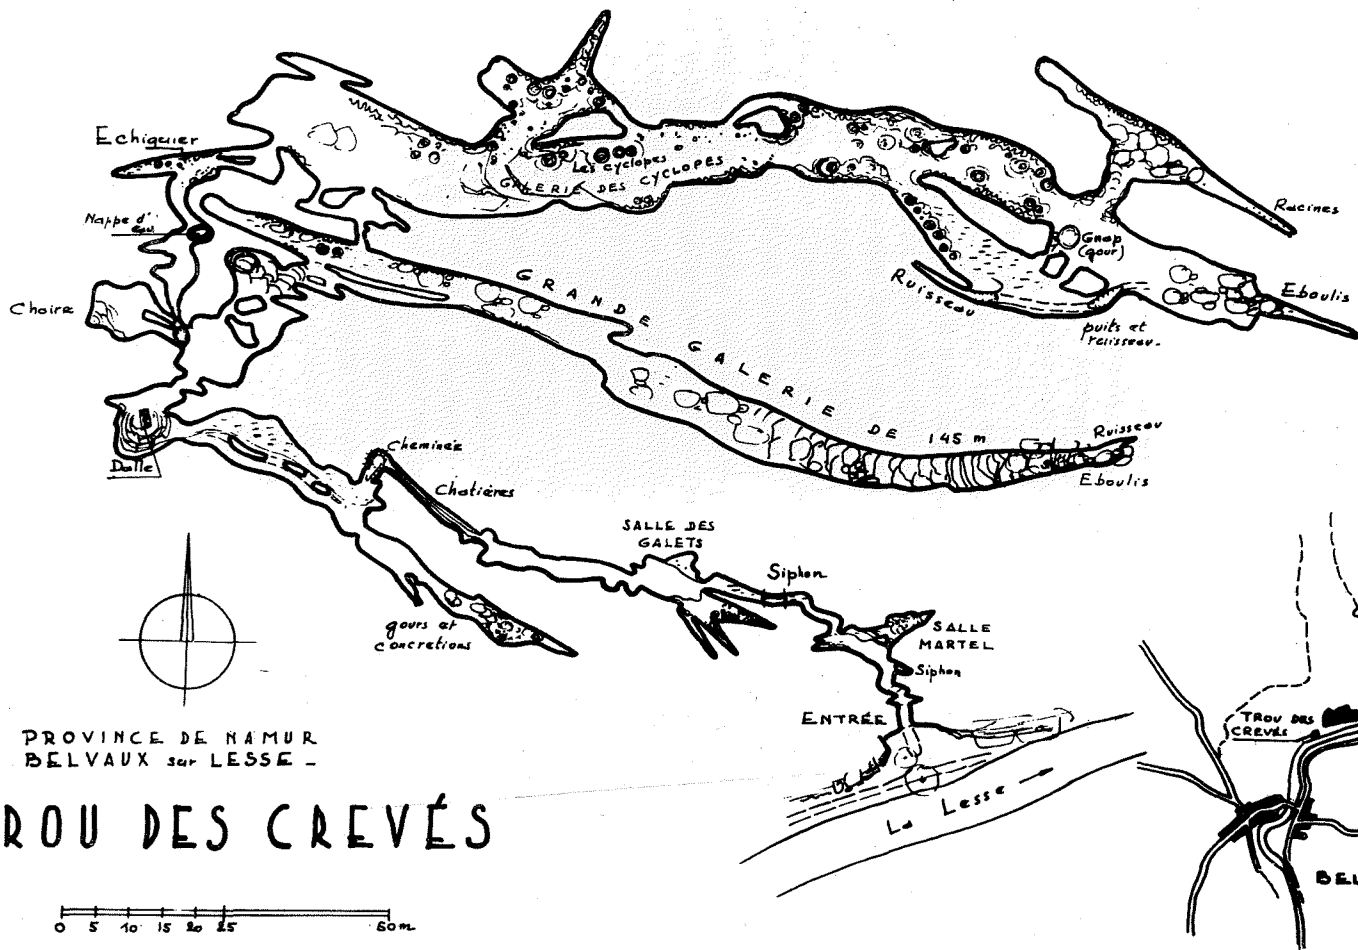 Echiquier
Les cyclopes
GALERIE DES CYCLOPES
Racines
Nappe d'
eau
Gnap
(gour)
Ruisseau
Eboulis
puits et
ruisseau.
Choire
GRANDE GALERIE DE 145 m
Ruisseau
Eboulis
Dalle
Cheminée
Chatières
SALLE DES
GALETS
Siphon
gours et
concretions
SALLE
MARTEL
Siphon
ENTRÉE
La Lesse
TROU DES
CREVÉS
BEL
PROVINCE DE NAMUR
BELVAUX sur LESSE _
ROU DES CREVÉS
0 5 10 15 20 25 50m